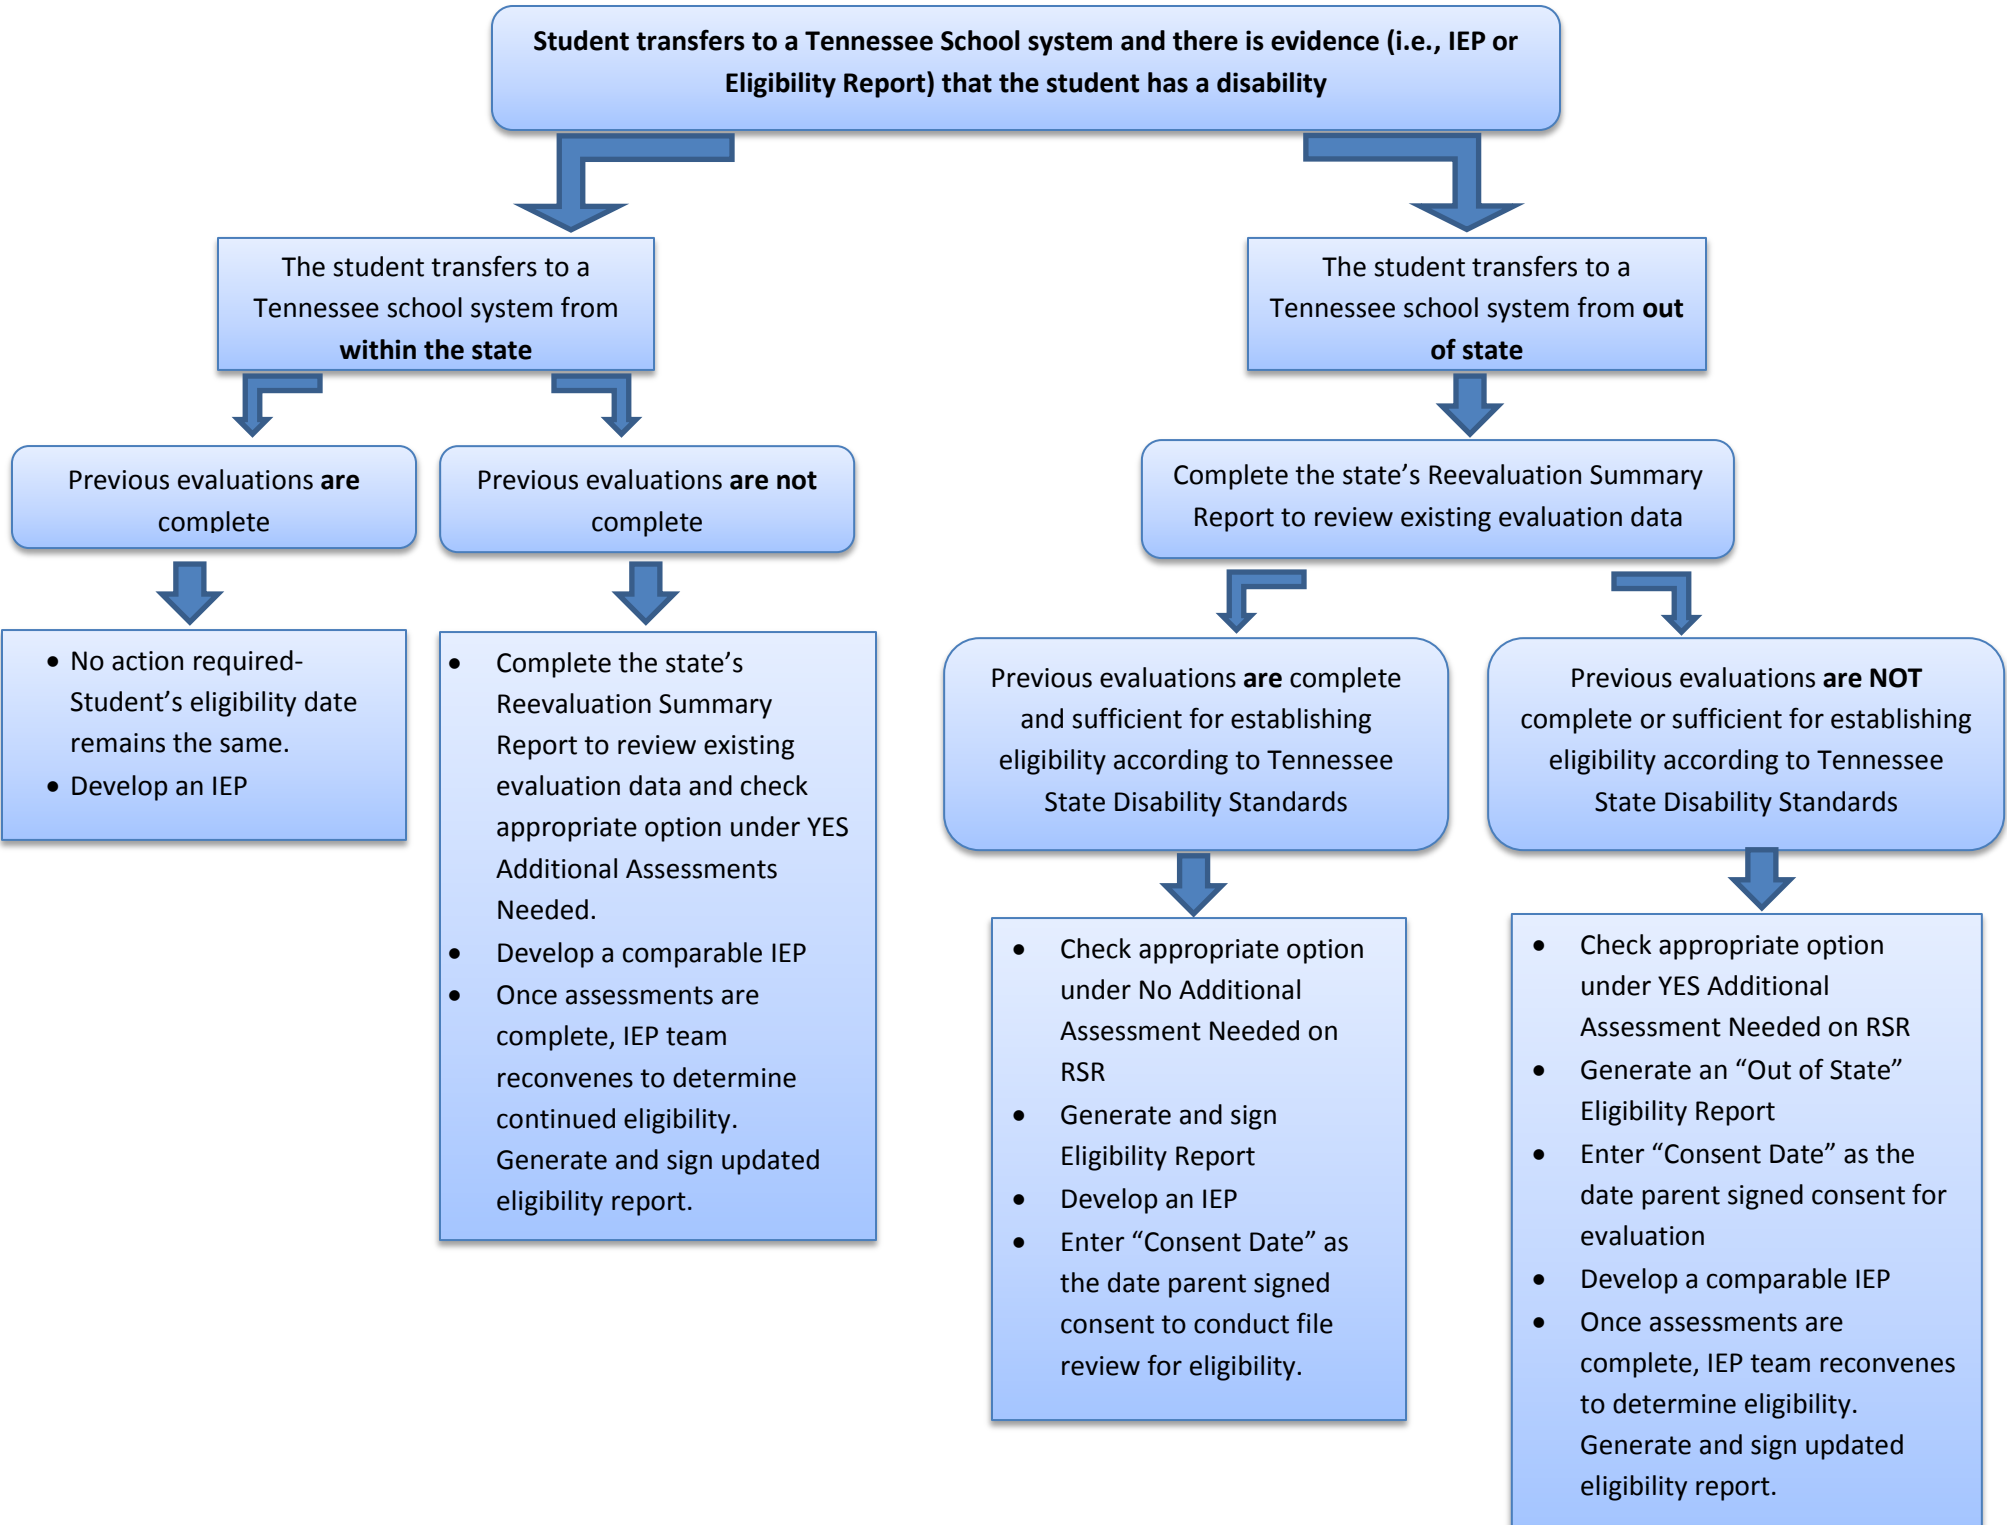 Student transfers to a Tennessee School system and there is evidence (i.e., IEP or
Eligibility Report) that the student has a disability
The student transfers to a
Tennessee school system from
within the state
The student transfers to a
Tennessee school system from out
of state
Previous evaluations are
complete
Previous evaluations are not
complete
Complete the state’s Reevaluation Summary
Report to review existing evaluation data
• No action required-
Student’s eligibility date
remains the same.
• Develop an IEP
• Complete the state’s
Reevaluation Summary
Report to review existing
evaluation data and check
appropriate option under YES
Additional Assessments
Needed.
• Develop a comparable IEP
• Once assessments are
complete, IEP team
reconvenes to determine
continued eligibility.
Generate and sign updated
eligibility report.
Previous evaluations are complete
and sufficient for establishing
eligibility according to Tennessee
State Disability Standards
Previous evaluations are NOT
complete or sufficient for establishing
eligibility according to Tennessee
State Disability Standards
• Check appropriate option
under No Additional
Assessment Needed on
RSR
• Generate and sign
Eligibility Report
• Develop an IEP
• Enter “Consent Date” as
the date parent signed
consent to conduct file
review for eligibility.
• Check appropriate option
under YES Additional
Assessment Needed on RSR
• Generate an “Out of State”
Eligibility Report
• Enter “Consent Date” as the
date parent signed consent for
evaluation
• Develop a comparable IEP
• Once assessments are
complete, IEP team reconvenes
to determine eligibility.
Generate and sign updated
eligibility report.